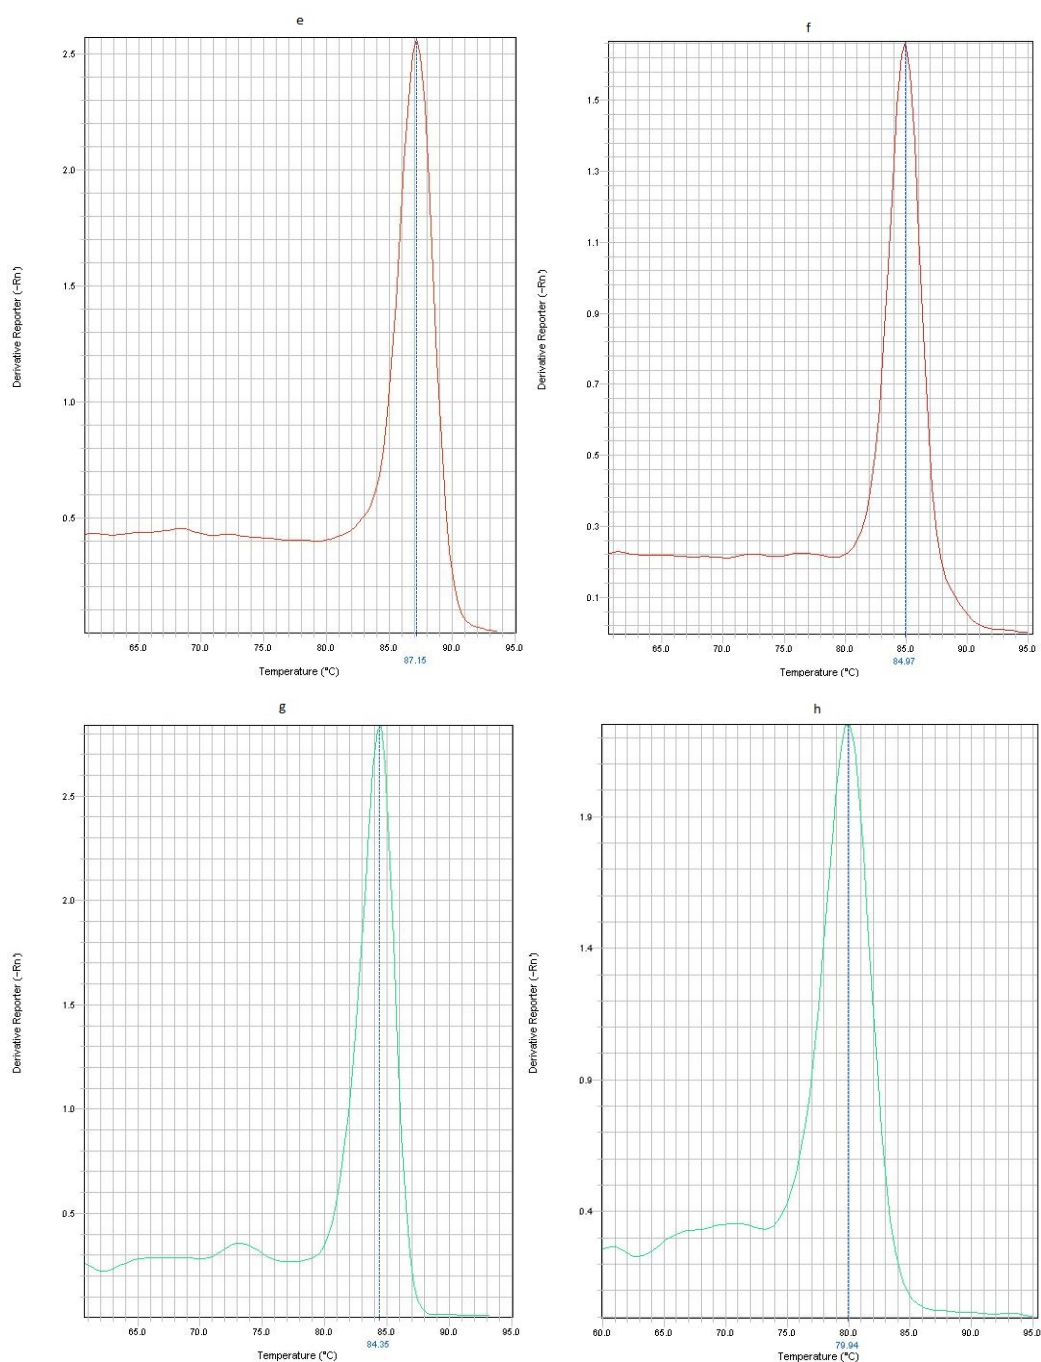 e
2.5
2.0
1.5
1.0
0.5
Derivative Reporter (-Rn')
65.0 70.0 75.0 80.0 85.0 90.0 95.0
87.15
Temperature (°C)
f
1.5
1.3
1.1
0.9
0.7
0.5
0.3
0.1
Derivative Reporter (-Rn')
65.0 70.0 75.0 80.0 85.0 90.0 95.0
84.97
Temperature (°C)
g
2.5
2.0
1.5
1.0
0.5
Derivative Reporter (-Rn')
65.0 70.0 75.0 80.0 85.0 90.0 95.0
84.35
Temperature (°C)
h
1.9
1.4
0.9
0.4
Derivative Reporter (-Rn')
60.0 65.0 70.0 75.0 80.0 85.0 90.0 95.0
79.94
Temperature (°C)